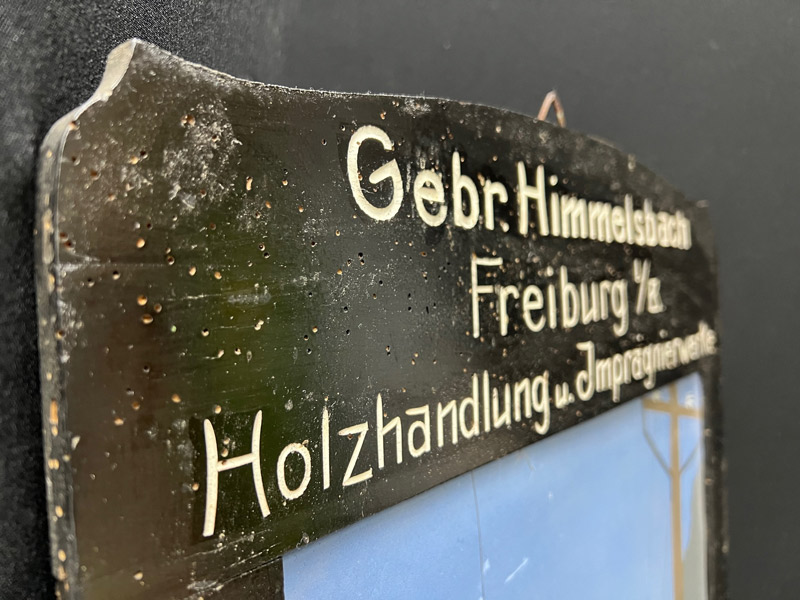 Gebr. Himmelsbach
Freiburg i/B.
Holzhandlung u. Imprägnierwerke